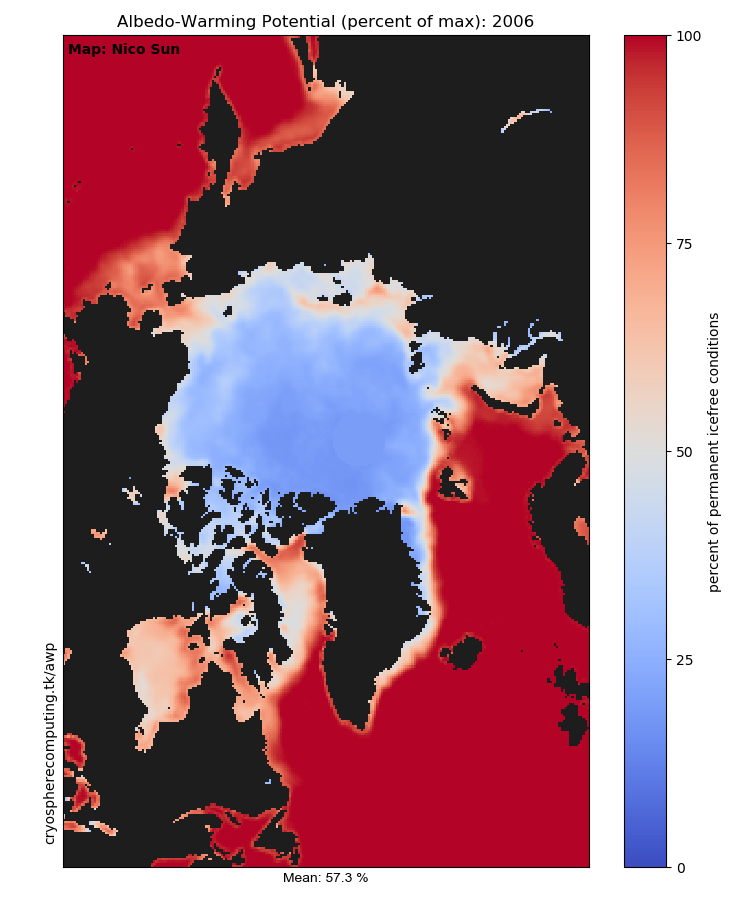 Albedo-Warming Potential (percent of max): 2006
Map: Nico Sun
100
75
50
25
0
percent of permanent icefree conditions
cryospherecomputing.tk/awp
Mean: 57.3 %